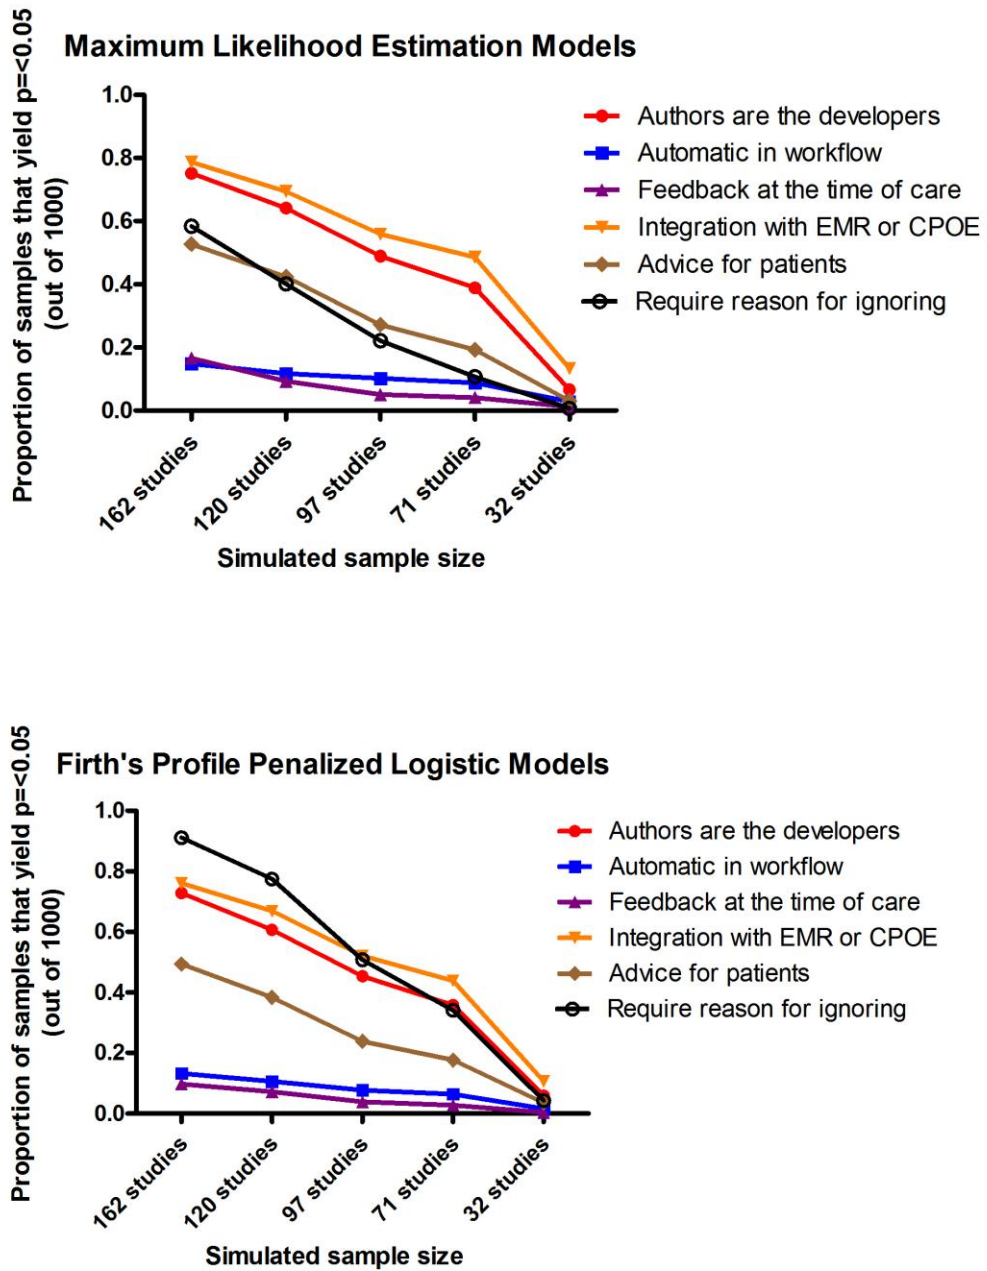 Maximum Likelihood Estimation Models
Proportion of samples that yield p=<0.05
(out of 1000)
1.0
0.8
0.6
0.4
0.2
0.0
162 studies
120 studies
97 studies
71 studies
32 studies
Simulated sample size
Authors are the developers
Automatic in workflow
Feedback at the time of care
Integration with EMR or CPOE
Advice for patients
Require reason for ignoring
Firth's Profile Penalized Logistic Models
Proportion of samples that yield p=<0.05
(out of 1000)
1.0
0.8
0.6
0.4
0.2
0.0
162 studies
120 studies
97 studies
71 studies
32 studies
Simulated sample size
Authors are the developers
Automatic in workflow
Feedback at the time of care
Integration with EMR or CPOE
Advice for patients
Require reason for ignoring